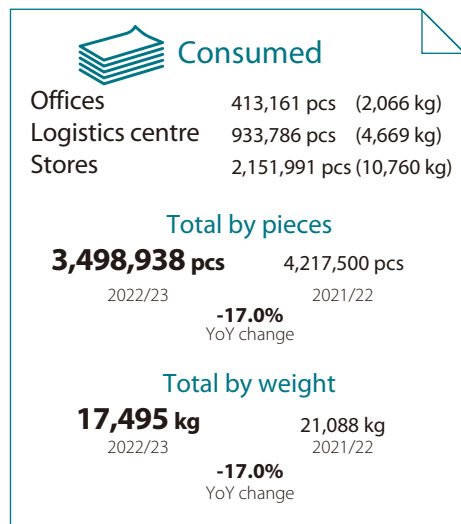 Consumed
Offices 413,161 pcs (2,066 kg)
Logistics centre 933,786 pcs (4,669 kg)
Stores 2,151,991 pcs (10,760 kg)
Total by pieces
3,498,938 pcs 4,217,500 pcs
2022/23 2021/22
-17.0%
YoY change
Total by weight
17,495 kg 21,088 kg
2022/23 2021/22
-17.0%
YoY change